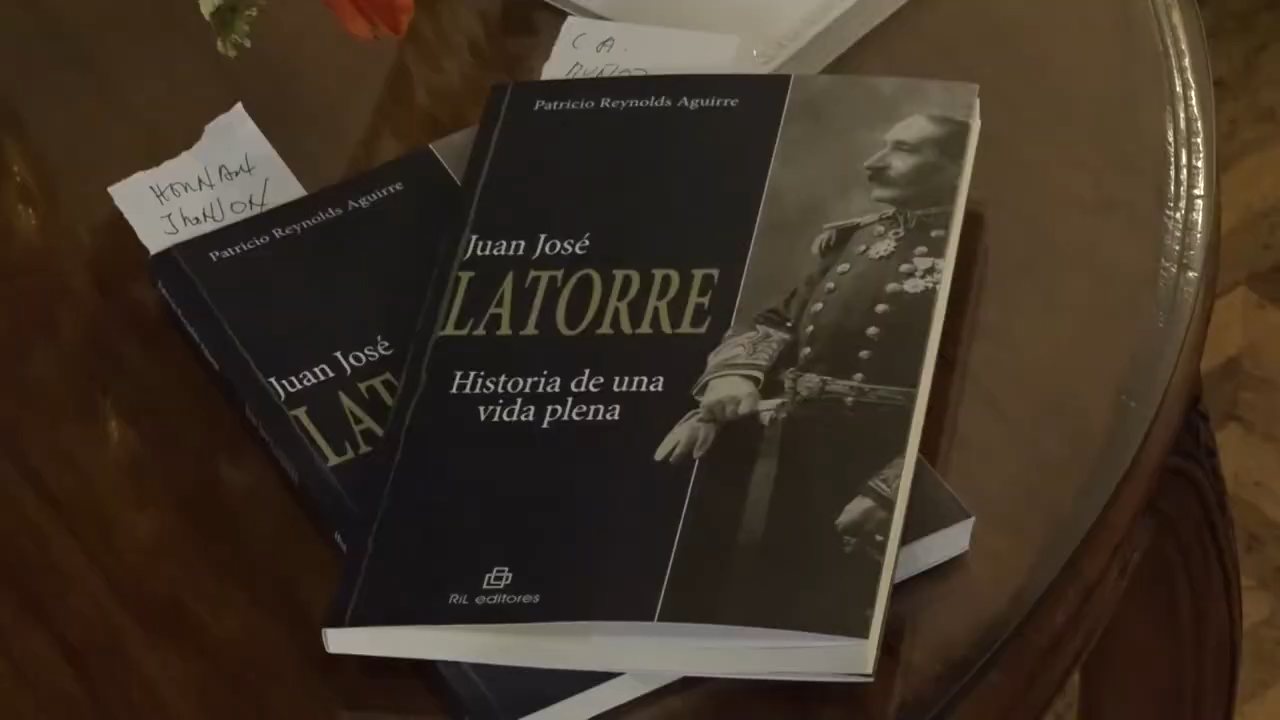 C A.
Patricio Reynolds Aguirre
Juan José
LATORRE
Historia de una
vida plena
RiL editores
Patricio Reynolds Aguirre
Juan José
LAT